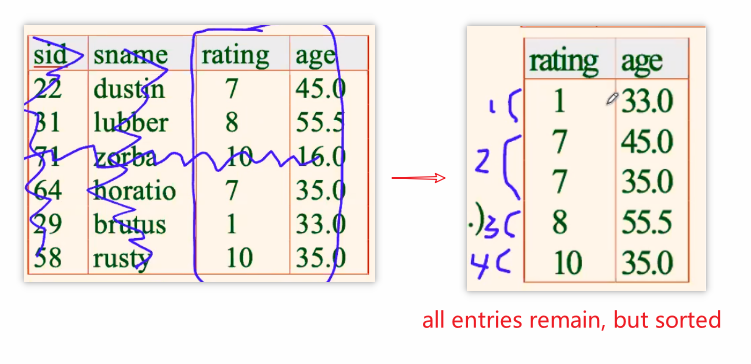 sid sname rating age
22 dustin 7 45.0
31 lubber 8 55.5
71 zorba 10 16.0
64 horatio 7 35.0
29 brutus 1 33.0
58 rusty 10 35.0
rating age
1 1 33.0
2 7 45.0
7 35.0
.) 3 8 55.5
4 10 35.0
all entries remain, but sorted